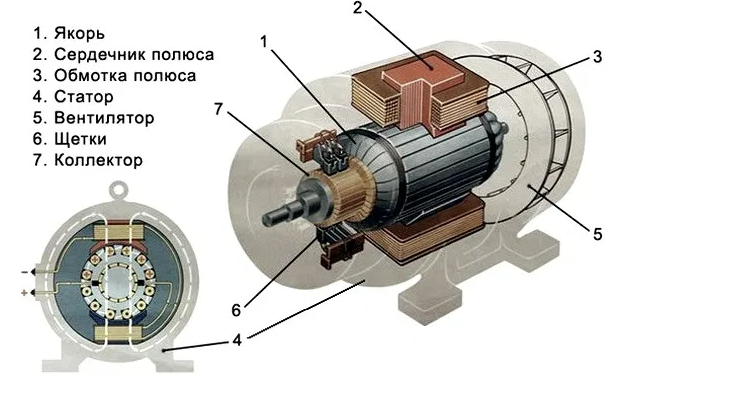 1. Якорь
2. Сердечник полюса
3. Обмотка полюса
4. Статор
5. Вентилятор
6. Щетки
7. Коллектор
1
2
3
7
5
6
4
−
+